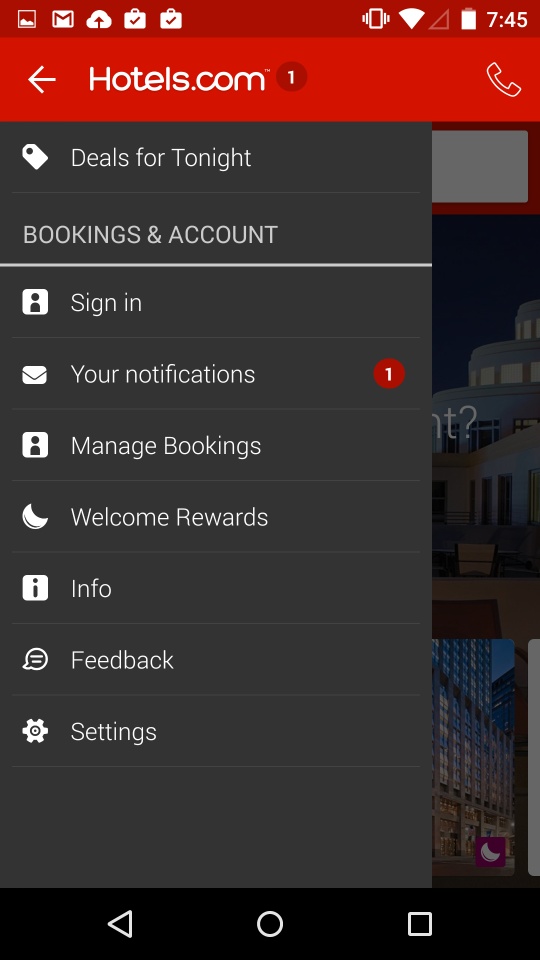 7:45
Hotels.com™ 1
Deals for Tonight
BOOKINGS & ACCOUNT
Sign in
Your notifications 1
nt?
Manage Bookings
Welcome Rewards
Info
Feedback
Settings